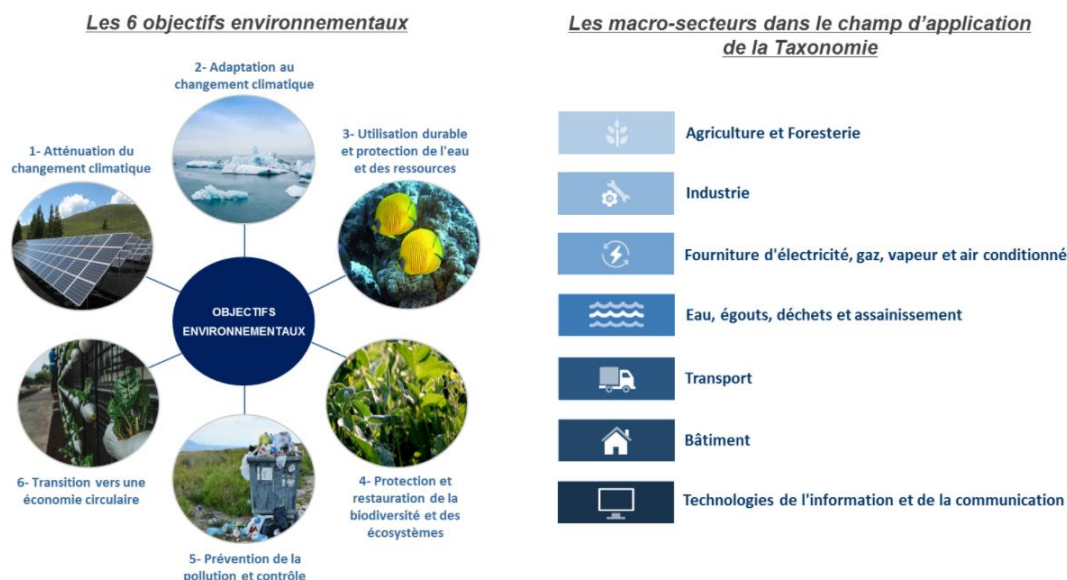 Les 6 objectifs environnementaux
2- Adaptation au
changement climatique
1- Atténuation du
changement climatique
3- Utilisation durable
et protection de l'eau
et des ressources
OBJECTIFS
ENVIRONNEMENTAUX
6- Transition vers une
économie circulaire
4- Protection et
restauration de la
biodiversité et des
écosystèmes
5- Prévention de la
pollution et contrôle
Les macro-secteurs dans le champ d'application
de la Taxonomie
Agriculture et Foresterie
Industrie
Fourniture d'électricité, gaz, vapeur et air conditionné
Eau, égouts, déchets et assainissement
Transport
Bâtiment
Technologies de l'information et de la communication